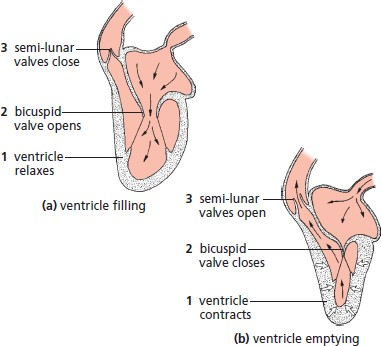 3 semi-lunar
valves close
2 bicuspid
valve opens
1 ventricle
relaxes
(a) ventricle filling
3 semi-lunar
valves open
2 bicuspid
valve closes
1 ventricle
contracts
(b) ventricle emptying